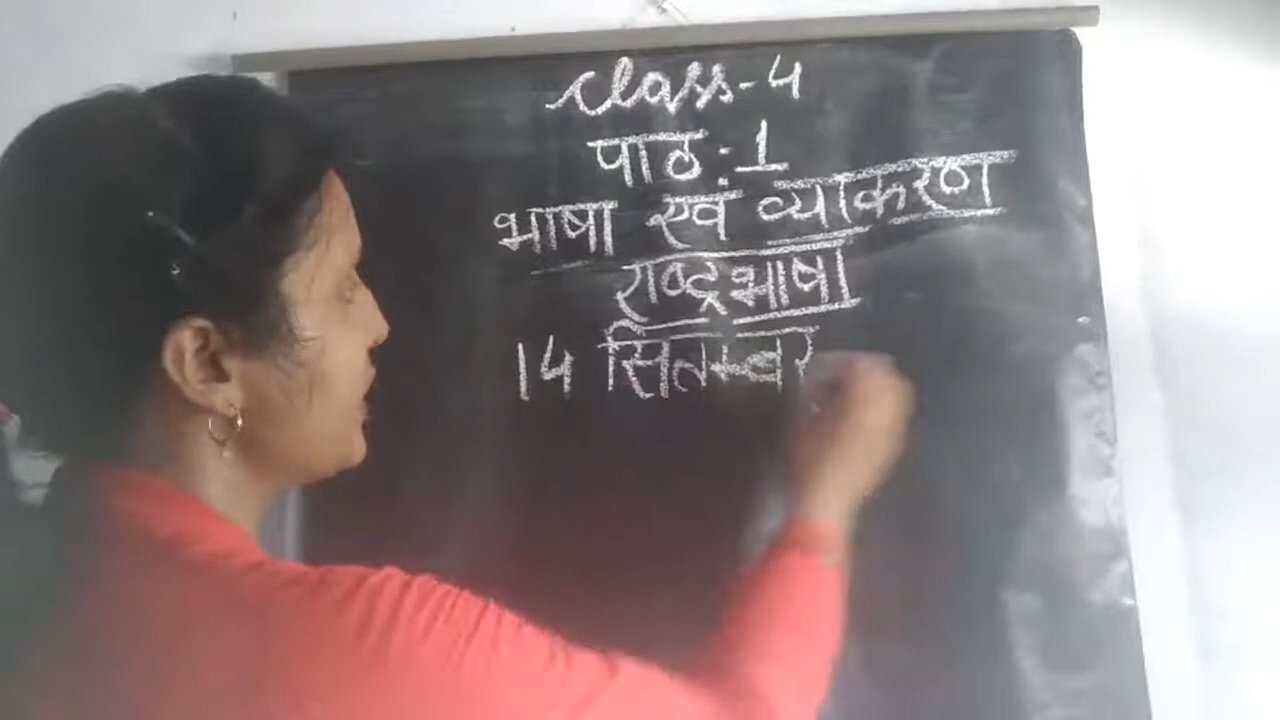 Class-4
पाठ:1
भाषा एवं व्याकरण
राष्ट्रभाषा
14 सितम्बर